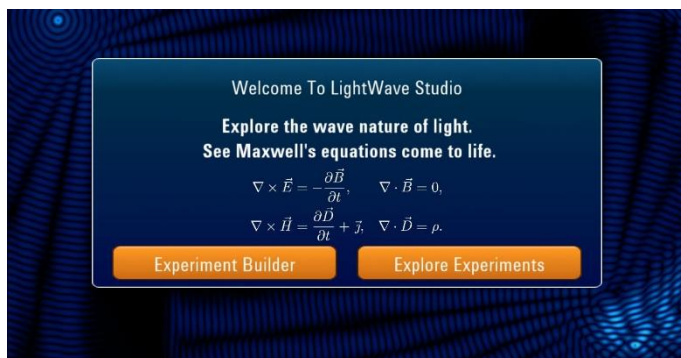 Welcome To LightWave Studio
Explore the wave nature of light.
See Maxwell's equations come to life.
∇ × E⃗ = −∂B⃗/∂t, ∇ · B⃗ = 0,
∇ × H⃗ = ∂D⃗/∂t + ȷ⃗, ∇ · D⃗ = ρ.
Experiment Builder Explore Experiments